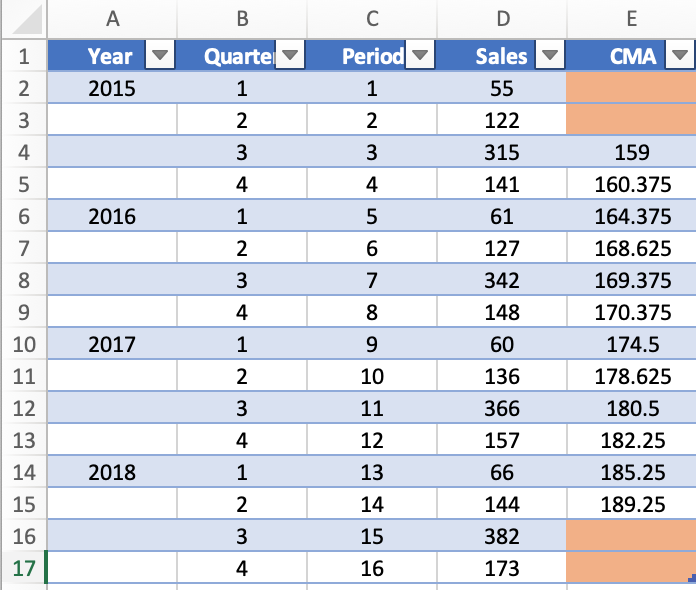 A B C D E
1 Year Quarter Period Sales CMA
2 2015 1 1 55
3 2 2 122
4 3 3 315 159
5 4 4 141 160.375
6 2016 1 5 61 164.375
7 2 6 127 168.625
8 3 7 342 169.375
9 4 8 148 170.375
10 2017 1 9 60 174.5
11 2 10 136 178.625
12 3 11 366 180.5
13 4 12 157 182.25
14 2018 1 13 66 185.25
15 2 14 144 189.25
16 3 15 382
17 4 16 173